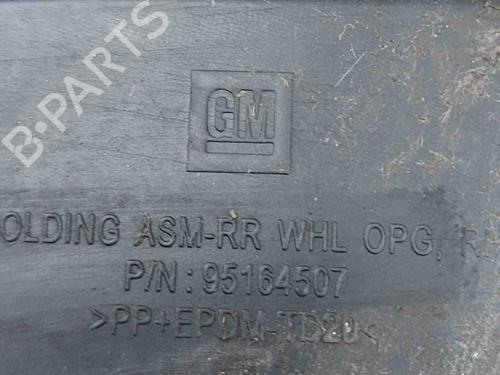 GM
OLDING ASM-RR WHL OPG, R
P/N : 95164507
>PP+EPDM-TD20<
B-PARTS